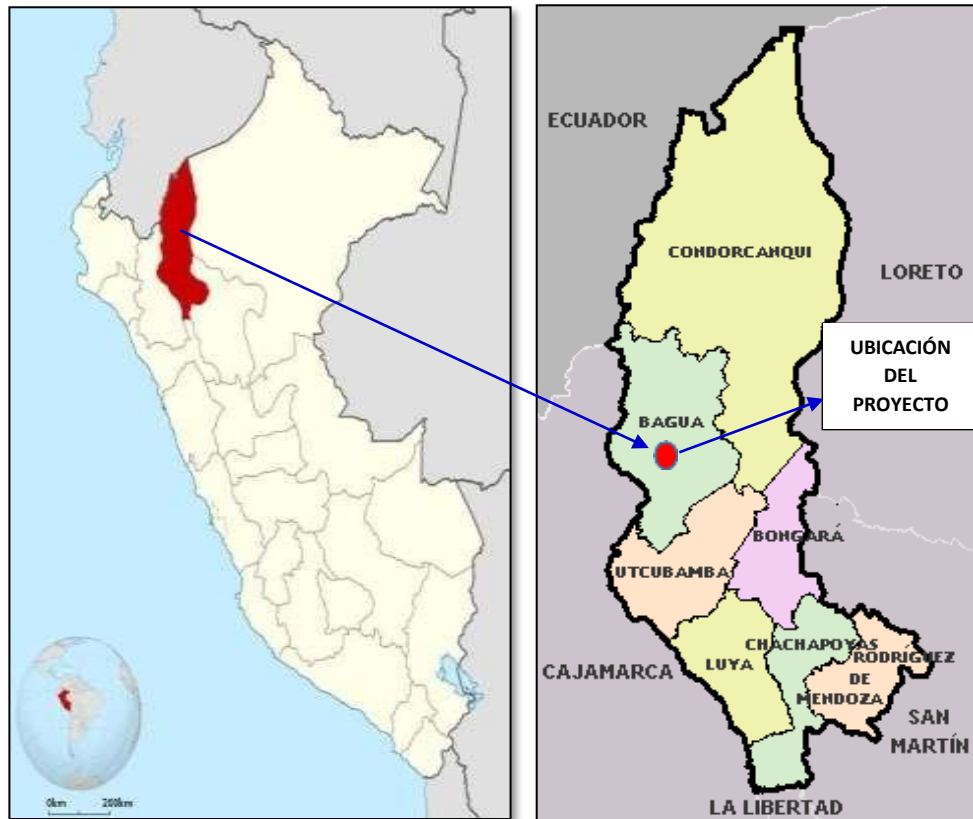 0km 200km
ECUADOR
CONDORCANQUI
LORETO
UBICACIÓN
DEL
PROYECTO
BAGUA
BONGARÁ
UTCUBAMBA
CHACHAPOYAS
LUYA
RODRÍGUEZ
DE
MENDOZA
CAJAMARCA
SAN
MARTÍN
LA LIBERTAD